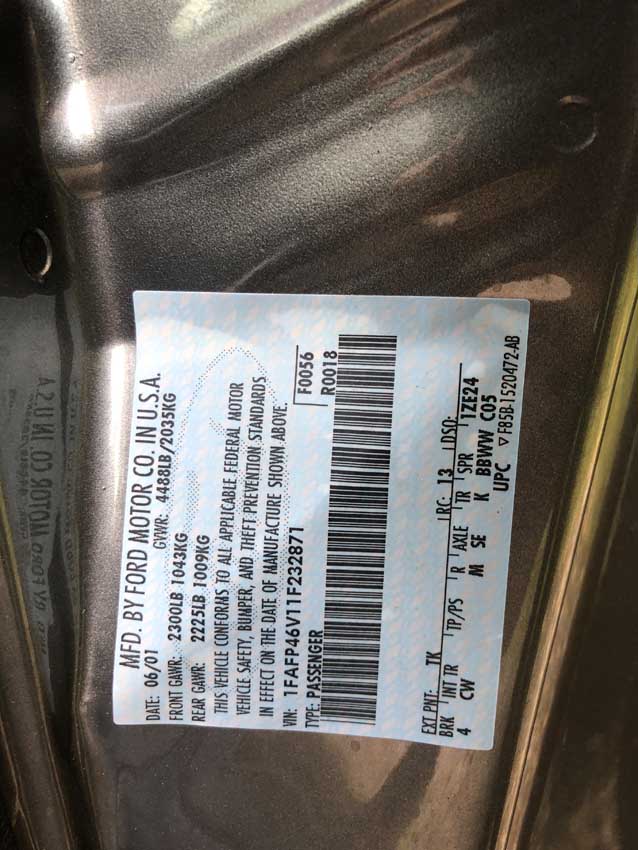 MFD. BY FORD MOTOR CO. IN U.S.A.
DATE: 06/01 GVWR: 4488LB/2035KG
FRONT GAWR: 2300LB 1043KG
REAR GAWR: 2225LB 1009KG
THIS VEHICLE CONFORMS TO ALL APPLICABLE FEDERAL MOTOR
VEHICLE SAFETY, BUMPER, AND THEFT PREVENTION STANDARDS
IN EFFECT ON THE DATE OF MANUFACTURE SHOWN ABOVE.
VIN: 1FAFP46V11F232871 F0056
TYPE: PASSENGER R0018
EXT PNT: TK RC: 13 DSO:
BRK INT TR TP/PS R AXLE TR SPR 1ZE24
4 CW M SE K BBWW C05
UPC ▽ F85B-1520472-AB